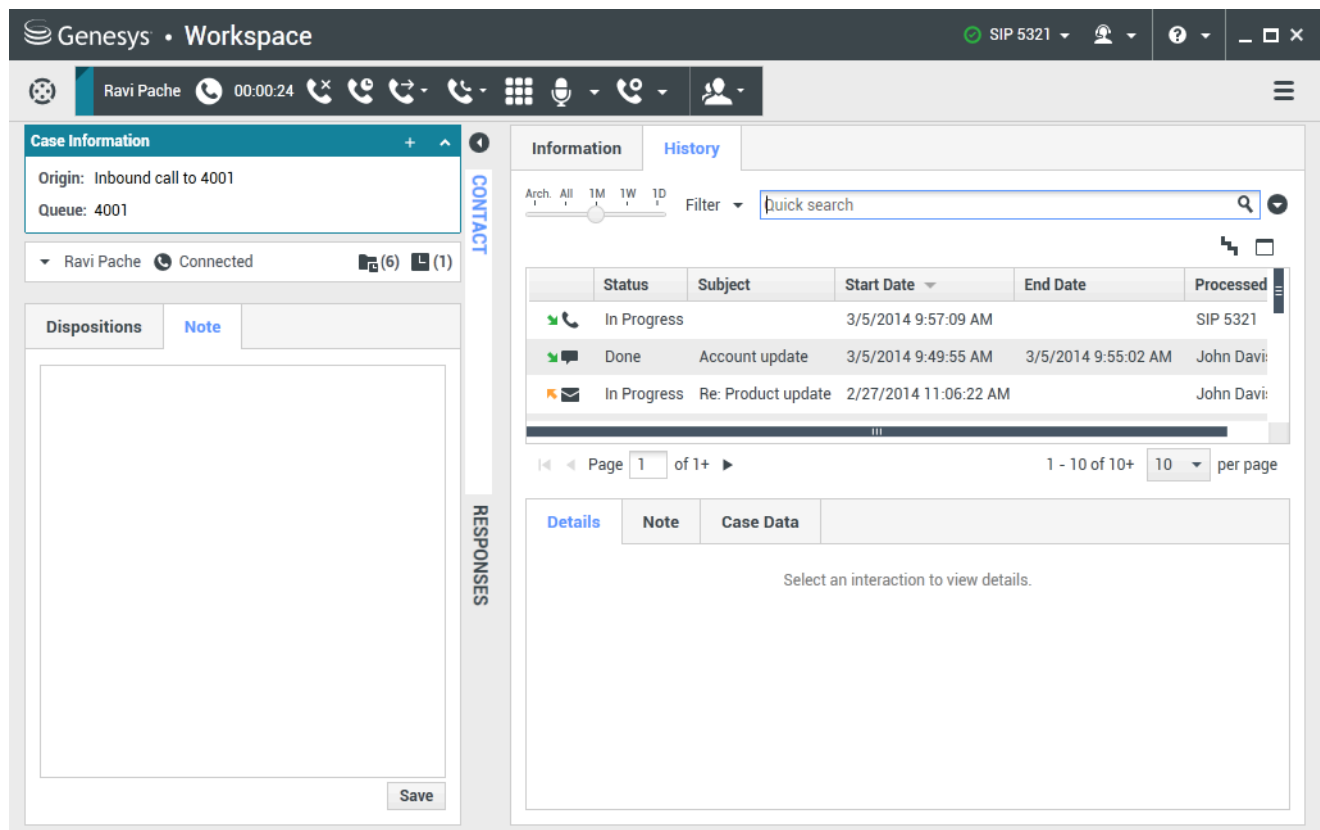 Genesys • Workspace
SIP 5321
Ravi Pache 00:00:24
Case Information
Origin: Inbound call to 4001
Queue: 4001
Ravi Pache Connected (6) (1)
Dispositions Note
Save
CONTACT
RESPONSES
Information History
Arch. All 1M 1W 1D Filter Quick search
Status Subject Start Date End Date Processed
In Progress 3/5/2014 9:57:09 AM SIP 5321
Done Account update 3/5/2014 9:49:55 AM 3/5/2014 9:55:02 AM John Davi
In Progress Re: Product update 2/27/2014 11:06:22 AM John Davi
Page 1 of 1+ 1 - 10 of 10+ 10 per page
Details Note Case Data
Select an interaction to view details.